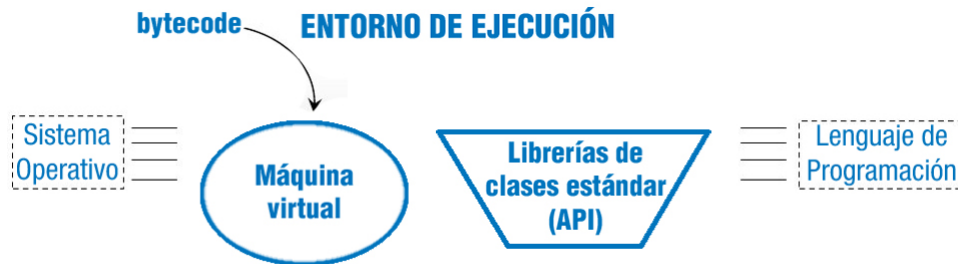 bytecode
ENTORNO DE EJECUCIÓN
Sistema
Operativo
Máquina
virtual
Librerías de
clases estándar
(API)
Lenguaje de
Programación